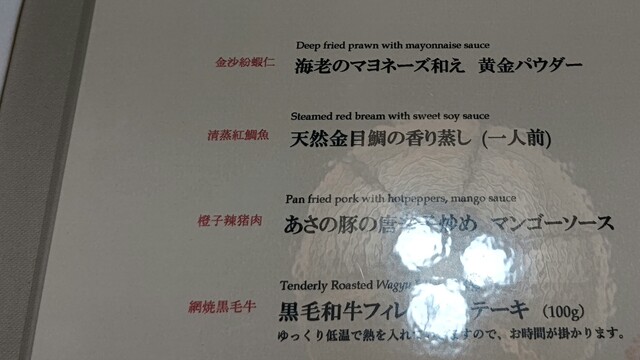 Deep fried prawn with mayonnaise sauce
金沙紛蝦仁 海老のマヨネーズ和え 黄金パウダー
Steamed red bream with sweet soy sauce
清蒸紅鯛魚 天然金目鯛の香り蒸し (一人前)
Pan fried pork with hotpeppers, mango sauce
橙子辣猪肉 あさの豚の唐 炒め マンゴーソース
Tenderly Roasted Wagyu
網焼黒毛牛 黒毛和牛フィレ テーキ (100g)
ゆっくり低温で熱を入れ ますので、お時間が掛かります。